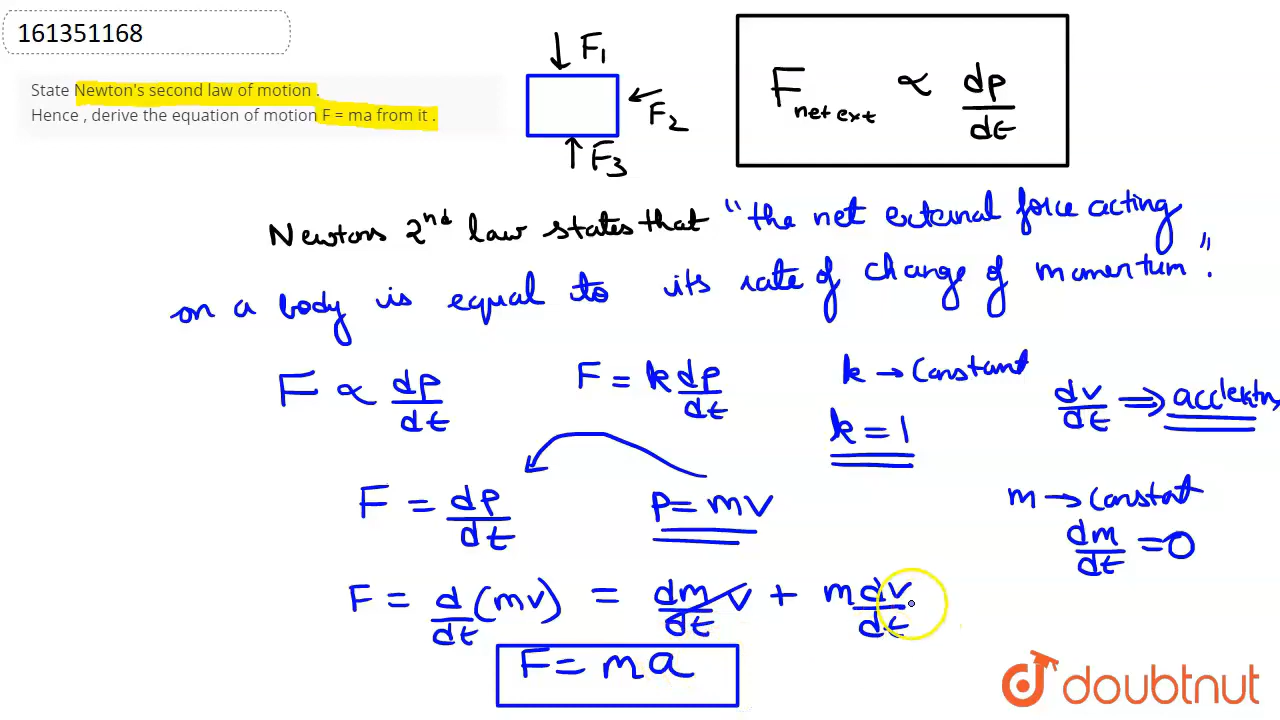 161351168
State Newton's second law of motion .
Hence , derive the equation of motion F = ma from it .
F1
F2
F3
Fnet ext ∝ dp/dt
Newtons 2nd law states that "the net external force acting
on a body is equal to its rate of change of momentum".
F ∝ dp/dt
F = k dp/dt
k → Constant
k = 1
dv/dt ⇒
F = dp/dt
P = mv
m → Constant
dm/dt = 0
F = d/dt (mv) = dm/dt v + m dv/dt
F = ma
doubtnut